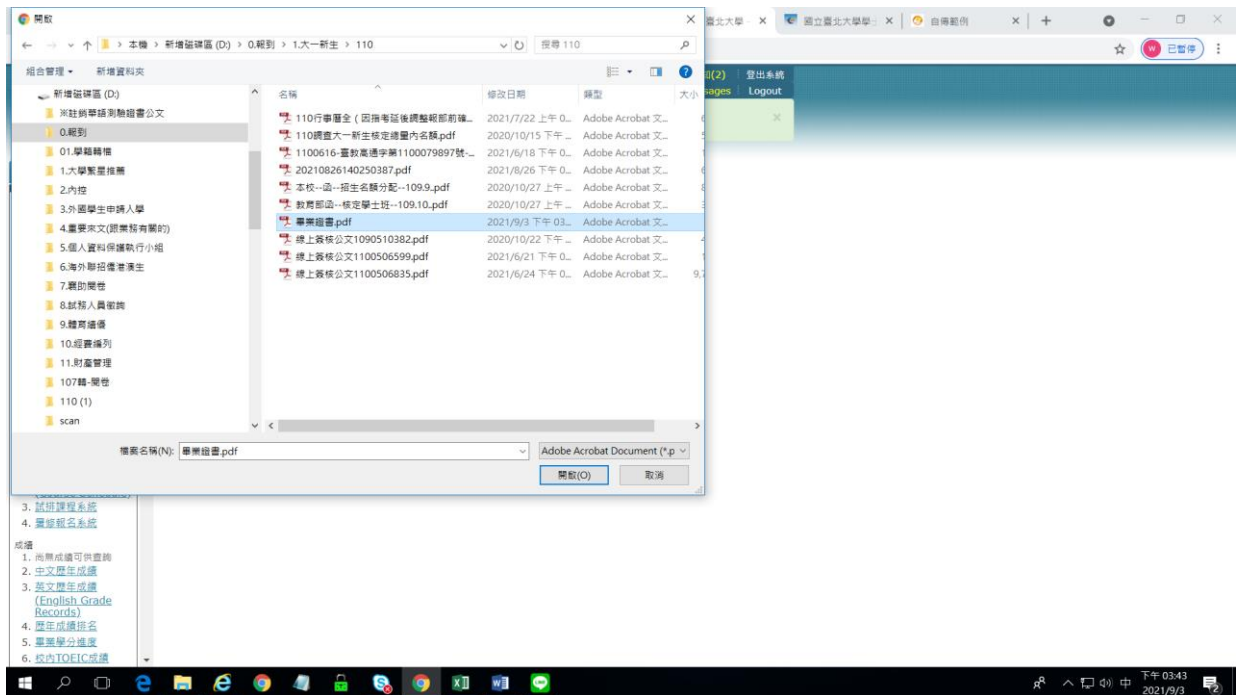 開啟
臺北大學
國立臺北大學學
自傳範例
本機 > 新增磁碟區 (D:) > 0.報到 > 1.大一新生 > 110
搜尋 110
已暫停
組合管理
新增資料夾
(2)
登出系統
Logout
新增磁碟區 (D:)
※註銷華語測驗證書公文
0.報到
01.學籍轉檔
1.大學繁星推薦
2.內控
3.外國學生申請入學
4.重要來文(跟業務有關的)
5.個人資料保護執行小組
6.海外聯招僑港澳生
7.襄助閱卷
8.試務人員徵詢
9.體育績優
10.經費編列
11.財產管理
107轉-閱卷
110 (1)
scan
名稱
修改日期
類型
大小
110行事曆全 ( 因指考延後調整報部前確... 2021/7/22 上午 0... Adobe Acrobat 文...
110調查大一新生核定總量內名額.pdf 2020/10/15 下午 ... Adobe Acrobat 文...
1100616-臺教高通字第1100079897號-... 2021/6/18 下午 0... Adobe Acrobat 文...
20210826140250387.pdf 2021/8/26 下午 0... Adobe Acrobat 文...
本校--函--招生名額分配--109.9..pdf 2020/10/27 上午 ... Adobe Acrobat 文...
教育部函--核定學士班--109.10..pdf 2020/10/27 上午 ... Adobe Acrobat 文...
畢業證書.pdf 2021/9/3 下午 03... Adobe Acrobat 文...
線上簽核公文1090510382.pdf 2020/10/22 下午 ... Adobe Acrobat 文...
線上簽核公文1100506599.pdf 2021/6/21 下午 0... Adobe Acrobat 文...
線上簽核公文1100506835.pdf 2021/6/24 下午 0... Adobe Acrobat 文... 9,7
檔案名稱(N): 畢業證書.pdf
Adobe Acrobat Document (*.p
開啟(O)
取消
3. 試排課程系統
4. 暑修報名系統
成績
1. 尚無成績可供查詢
2. 中文歷年成績
3. 英文歷年成績
(English Grade
Records)
4. 歷年成績排名
5. 畢業學分進度
6. 校內TOEIC成績
中
下午 03:43
2021/9/3